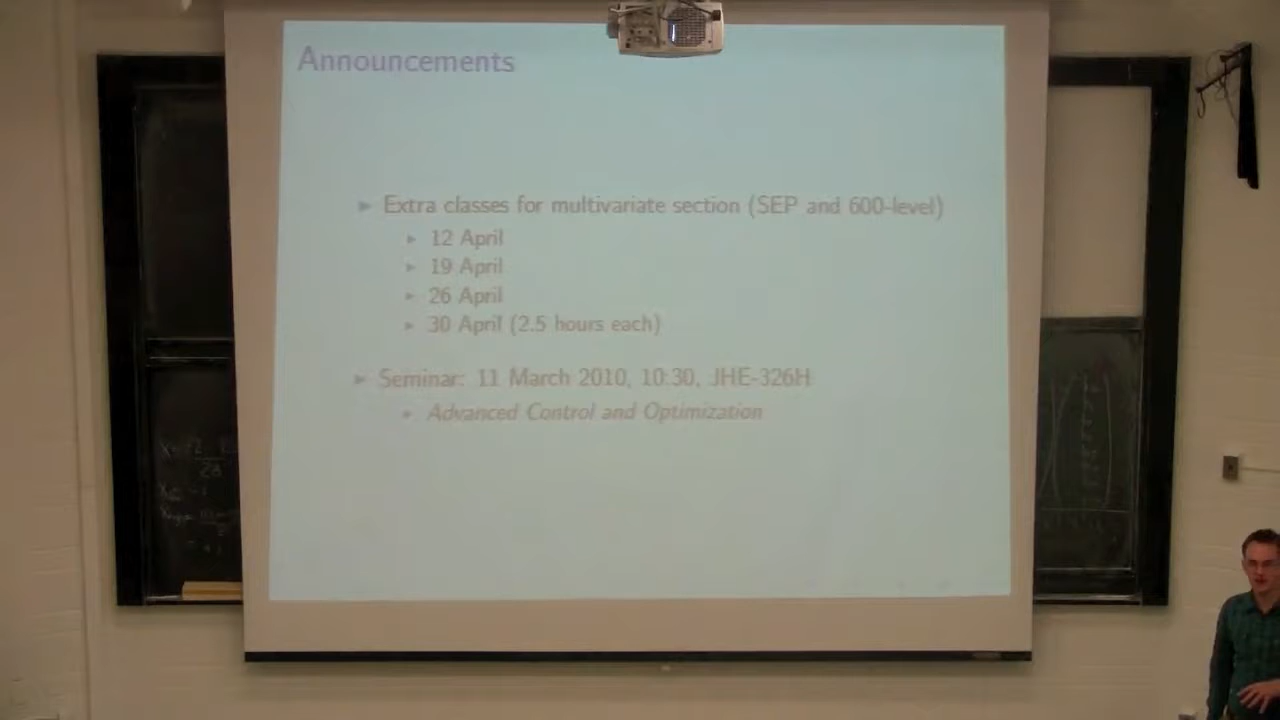 Announcements
► Extra classes for multivariate section (SEP and 600-level)
► 12 April
► 19 April
► 26 April
► 30 April (2.5 hours each)
► Seminar: 11 March 2010, 10:30, JHE-326H
• Advanced Control and Optimization